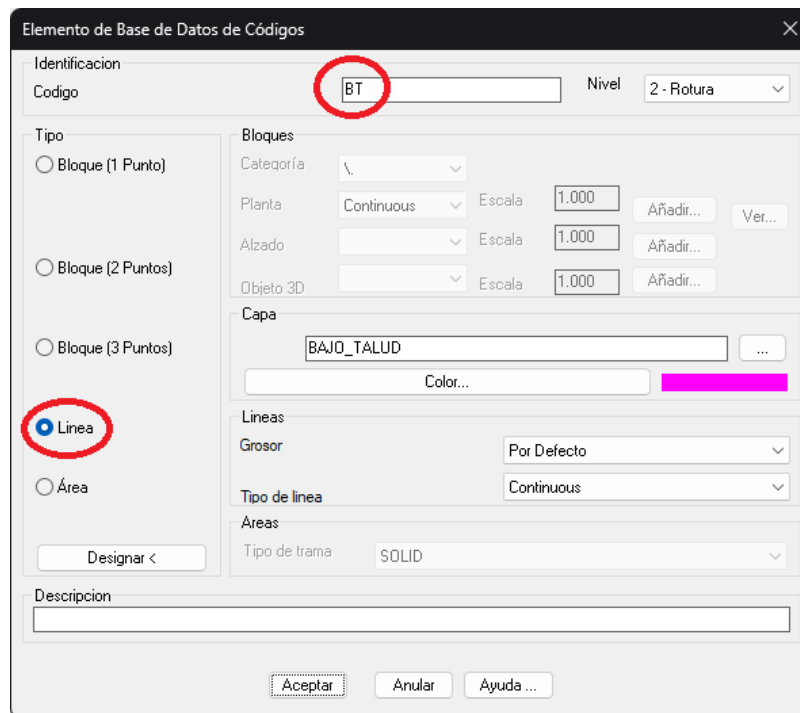 Elemento de Base de Datos de Códigos
Identificacion
Codigo BT Nivel 2 - Rotura
Tipo
Bloque (1 Punto)
Bloque (2 Puntos)
Bloque (3 Puntos)
Linea
Área
Designar <
Bloques
Categoría \.
Planta Continuous Escala 1.000 Añadir... Ver...
Alzado Escala 1.000 Añadir...
Objeto 3D Escala 1.000 Añadir...
Capa
BAJO_TALUD ...
Color...
Lineas
Grosor Por Defecto
Tipo de linea Continuous
Areas
Tipo de trama SOLID
Descripcion
Aceptar Anular Ayuda ...